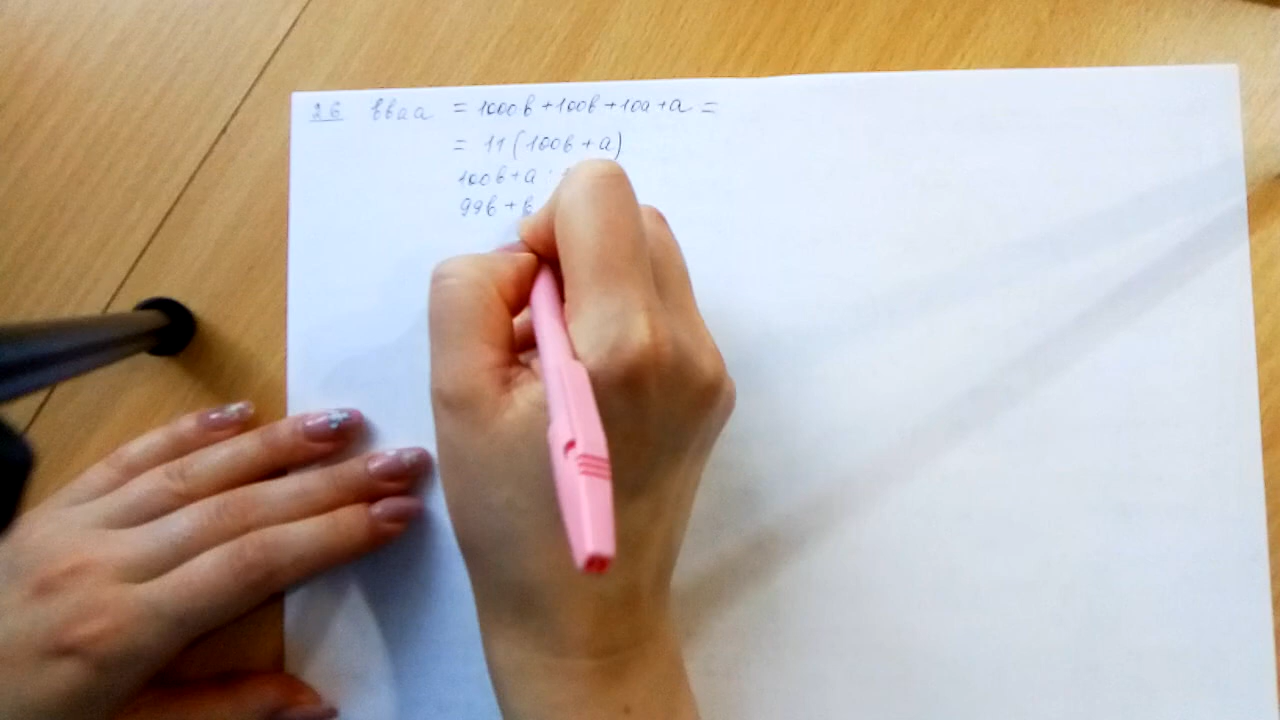 26 bbaa = 1000b + 100b + 10a + a =
= 11 (100b + a)
100b + a :
99b + b